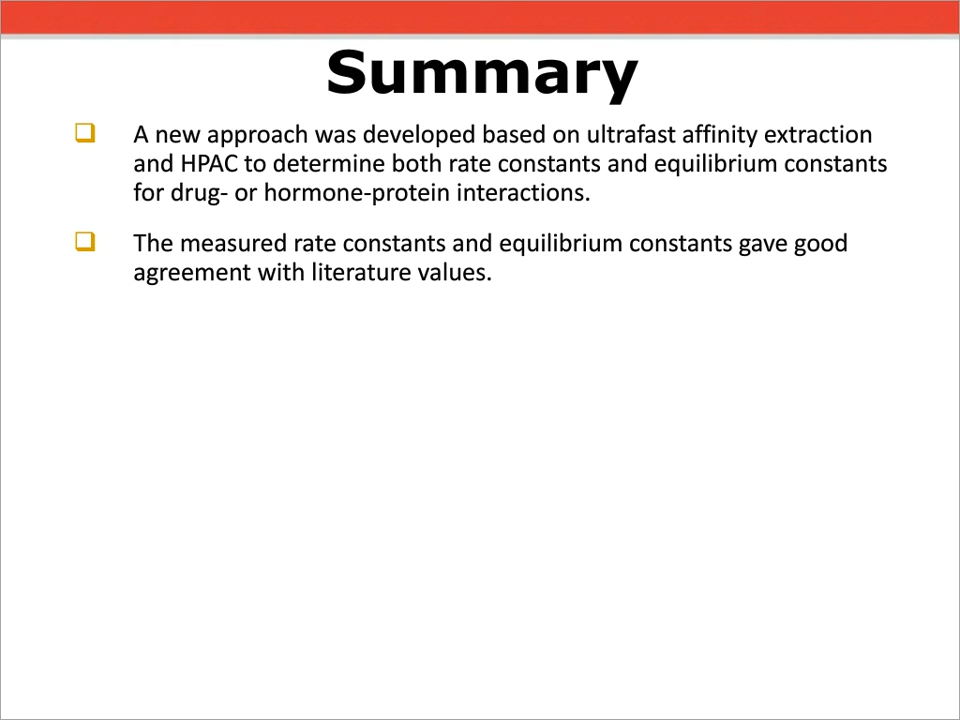 Summary
A new approach was developed based on ultrafast affinity extraction
and HPAC to determine both rate constants and equilibrium constants
for drug- or hormone-protein interactions.
The measured rate constants and equilibrium constants gave good
agreement with literature values.